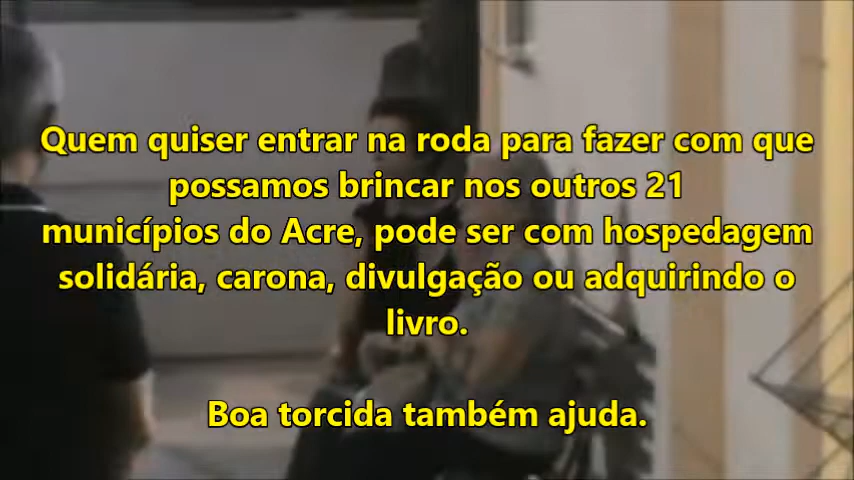 Quem quiser entrar na roda para fazer com que
possamos brincar nos outros 21
municípios do Acre, pode ser com hospedagem
solidária, carona, divulgação ou adquirindo o
livro.
Boa torcida também ajuda.